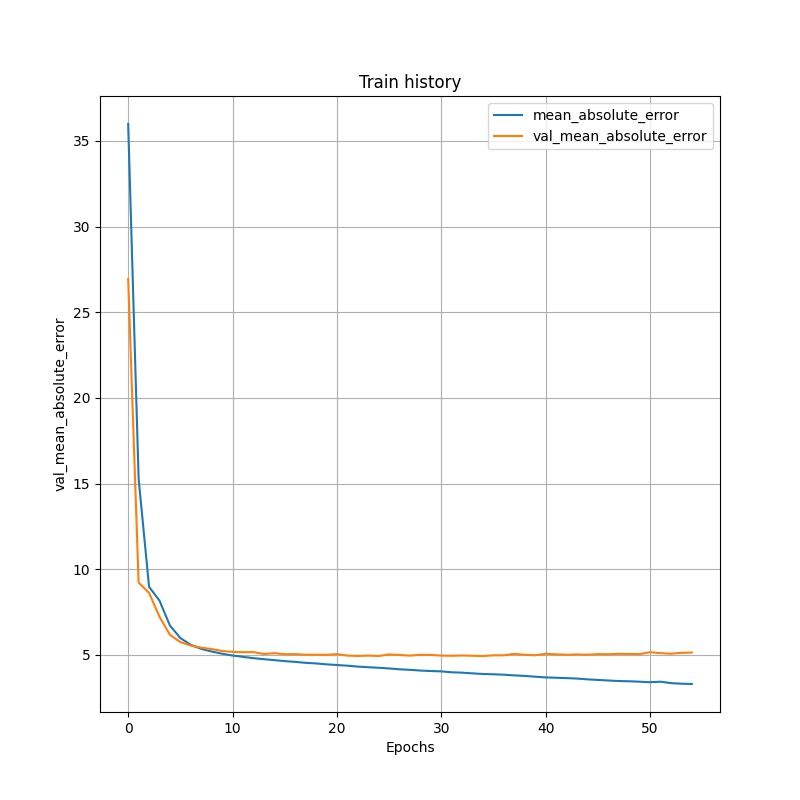 Train history
mean_absolute_error
val_mean_absolute_error
35
30
25
20
15
10
5
val_mean_absolute_error
0 10 20 30 40 50
Epochs